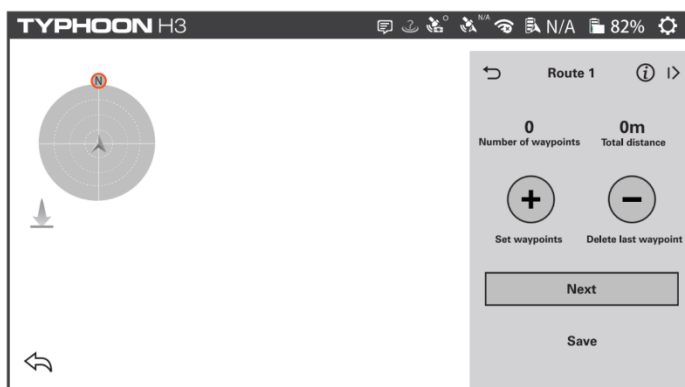 TYPHOON H3
O N/A N/A 82%
N
Route 1
0 0m
Number of waypoints Total distance
+ −
Set waypoints Delete last waypoint
Next
Save